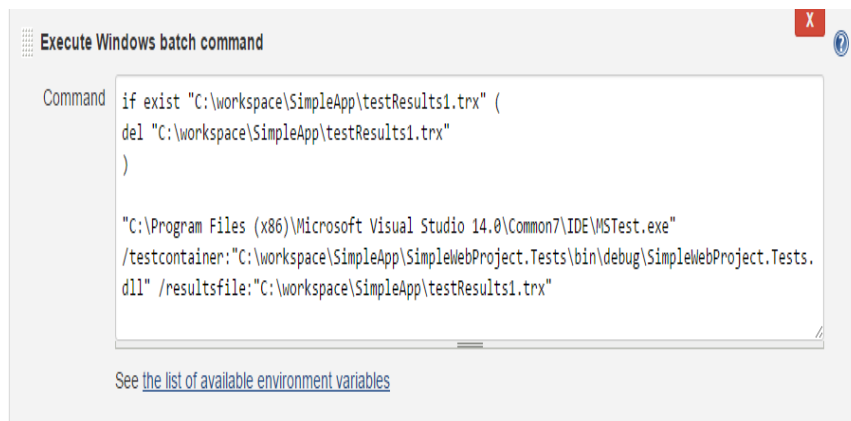 X
Execute Windows batch command
?
Command
if exist "C:\workspace\SimpleApp\testResults1.trx" (
del "C:\workspace\SimpleApp\testResults1.trx"
)
"C:\Program Files (x86)\Microsoft Visual Studio 14.0\Common7\IDE\MSTest.exe"
/testcontainer:"C:\workspace\SimpleApp\SimpleWebProject.Tests\bin\debug\SimpleWebProject.Tests.
dll" /resultsfile:"C:\workspace\SimpleApp\testResults1.trx"
See the list of available environment variables